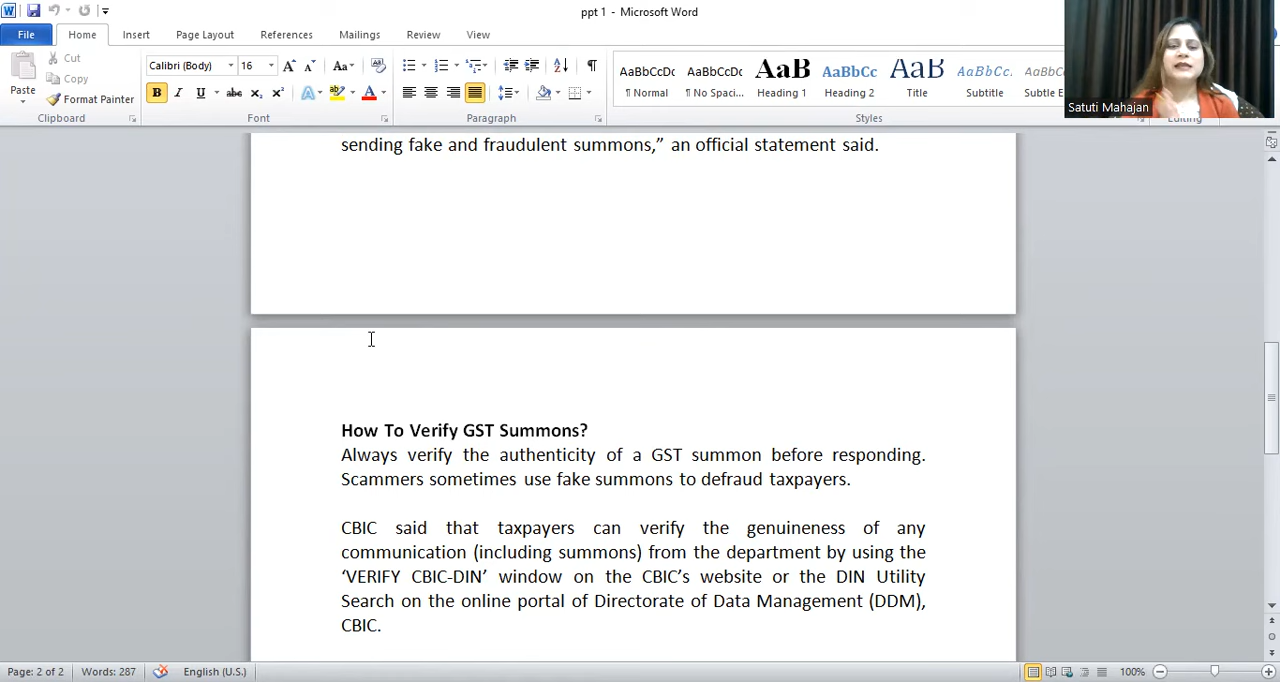 ppt 1 - Microsoft Word
File Home Insert Page Layout References Mailings Review View
Cut
Copy
Paste
Format Painter
Clipboard
Calibri (Body) 16
Font
Paragraph
AaBbCcDc AaBbCcDc AaB AaBbCc AaB AaBbCc. AaBbCc
¶ Normal ¶ No Spaci... Heading 1 Heading 2 Title Subtitle Subtle E
Styles
Editing
Satuti Mahajan
sending fake and fraudulent summons,” an official statement said.
How To Verify GST Summons?
Always verify the authenticity of a GST summon before responding.
Scammers sometimes use fake summons to defraud taxpayers.
CBIC said that taxpayers can verify the genuineness of any
communication (including summons) from the department by using the
‘VERIFY CBIC-DIN’ window on the CBIC’s website or the DIN Utility
Search on the online portal of Directorate of Data Management (DDM),
CBIC.
Page: 2 of 2 Words: 287 English (U.S.) 100%